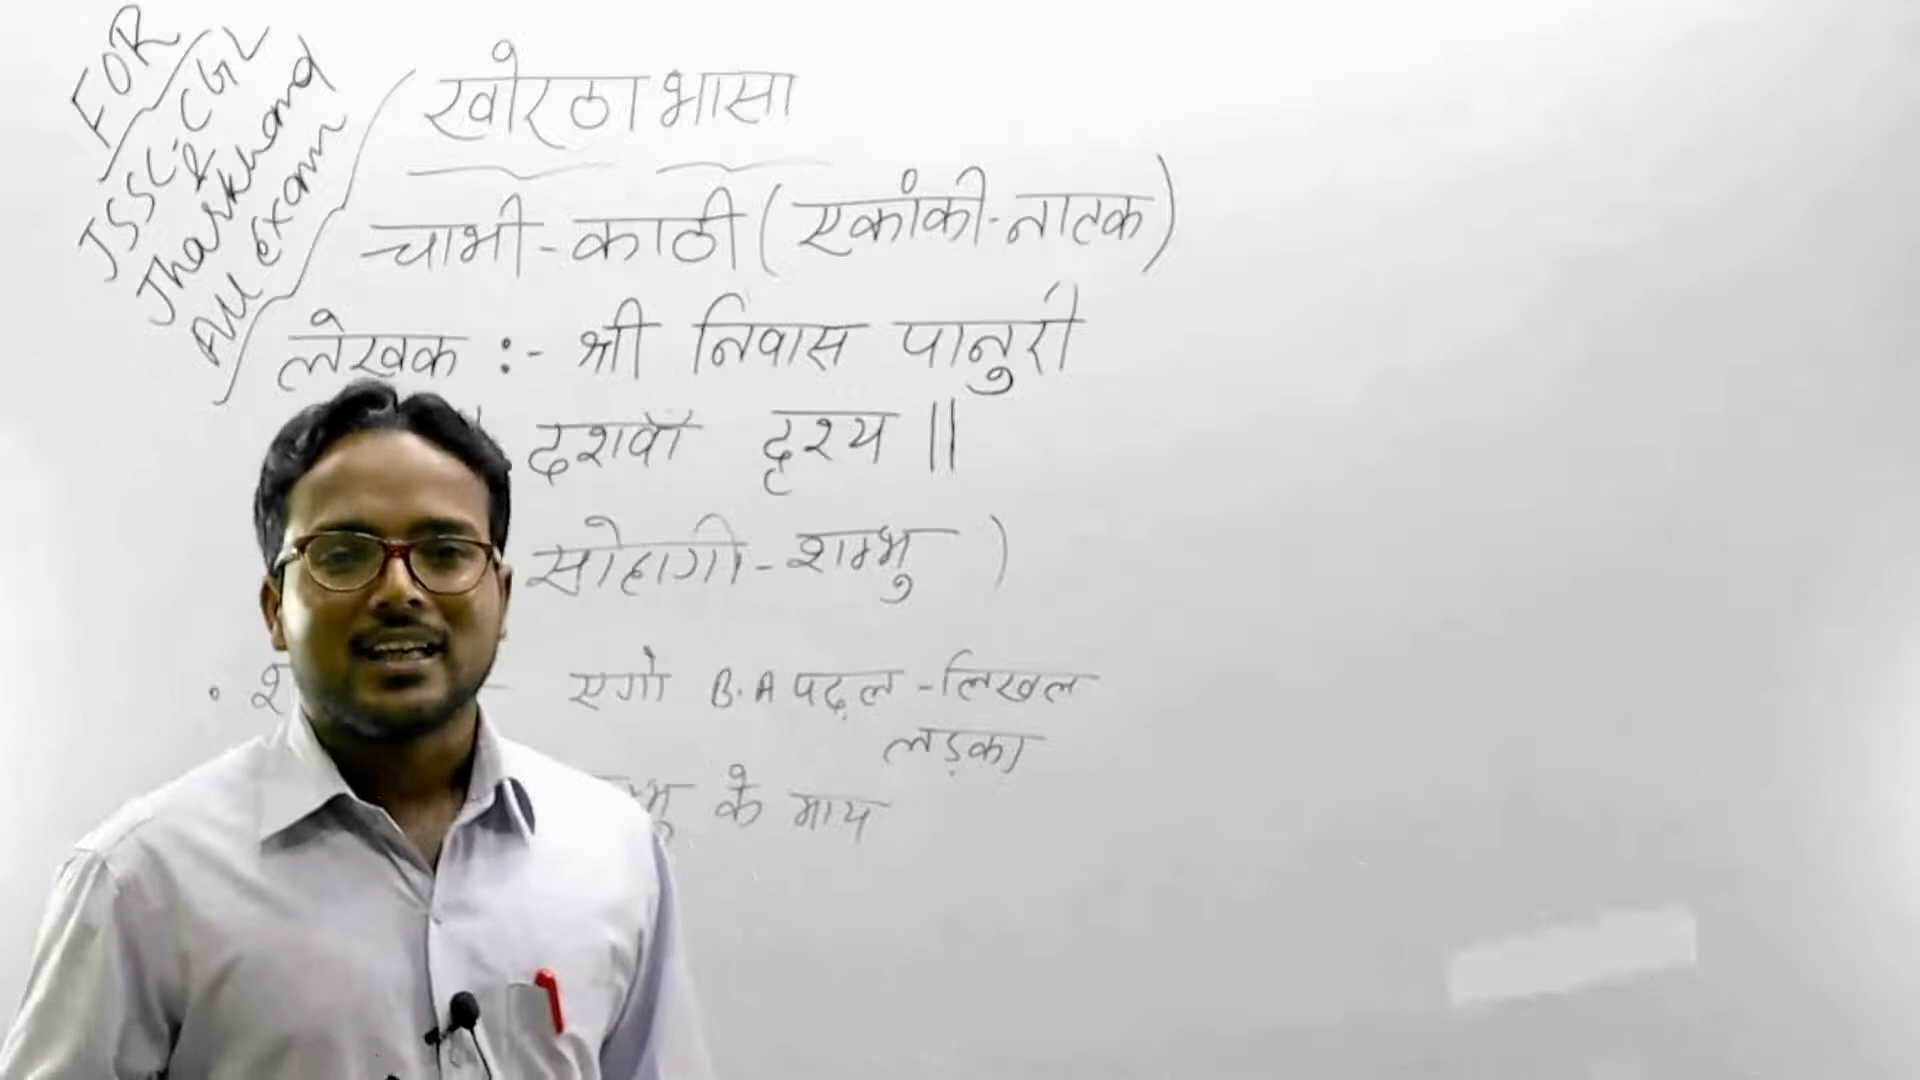 FOR
JSSC-CGL
&
Jharkhand
All Exam
खोरठा भासा
चाभी-काठी (एकांकी-नाटक)
लेखक :- श्री निवास पानुरी
दशवाँ दृश्य ||
सोहागी-शम्भु )
एगो B.A पढ़ल-लिखल
लड़का
के माय